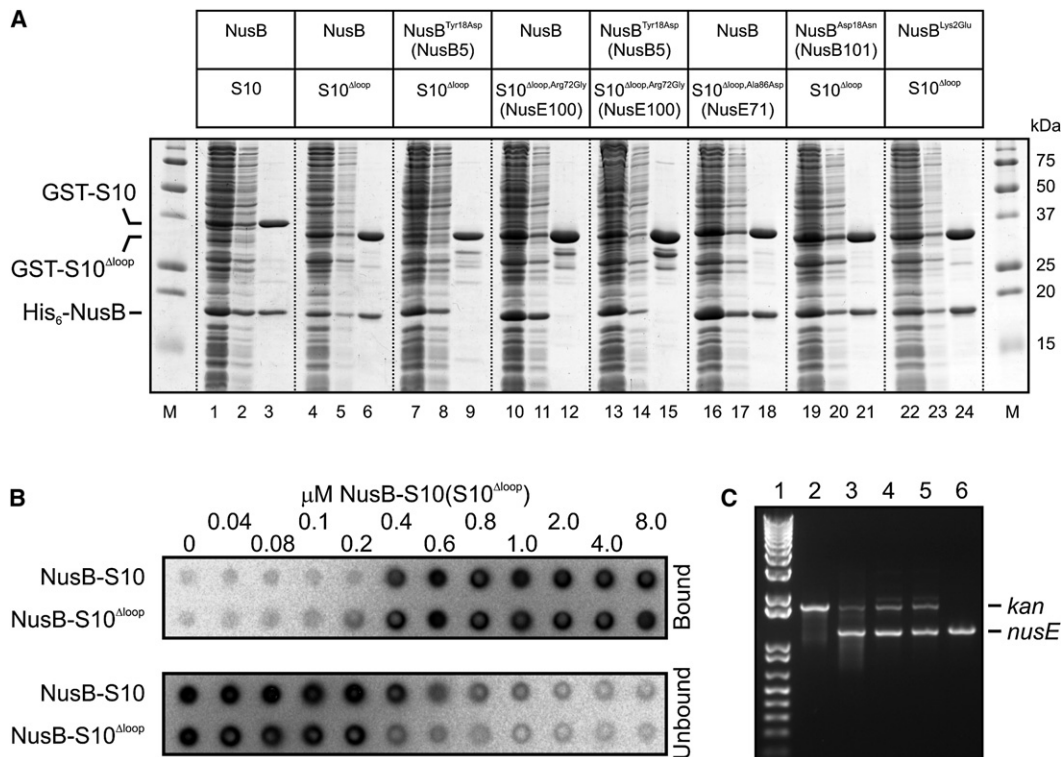 A
NusB NusB NusB^Tyr18Asp (NusB5) NusB NusB^Tyr18Asp (NusB5) NusB NusB^Asp18Asn (NusB101) NusB^Lys2Glu
S10 S10^Δloop S10^Δloop S10^Δloop,Arg72Gly (NusE100) S10^Δloop,Arg72Gly (NusE100) S10^Δloop,Ala86Asp (NusE71) S10^Δloop S10^Δloop
kDa
GST-S10
GST-S10^Δloop
His₆-NusB
75
50
37
25
20
15
M 1 2 3 4 5 6 7 8 9 10 11 12 13 14 15 16 17 18 19 20 21 22 23 24 M
B
μM NusB-S10(S10^Δloop)
0.04 0.1 0.4 0.8 2.0 8.0
0 0.08 0.2 0.6 1.0 4.0
NusB-S10
NusB-S10^Δloop
Bound
NusB-S10
NusB-S10^Δloop
Unbound
C
1 2 3 4 5 6
kan
nusE